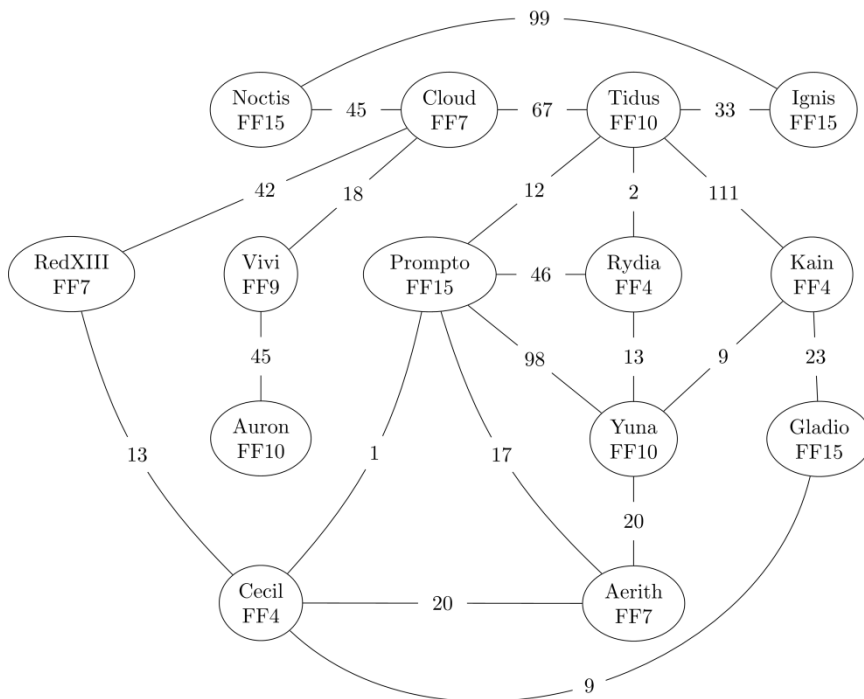 99
Noctis
FF15
45
Cloud
FF7
67
Tidus
FF10
33
Ignis
FF15
42
18
12
2
111
RedXIII
FF7
Vivi
FF9
Prompto
FF15
46
Rydia
FF4
Kain
FF4
45
98
13
9
23
Auron
FF10
Yuna
FF10
Gladio
FF15
13
1
17
20
Cecil
FF4
20
Aerith
FF7
9